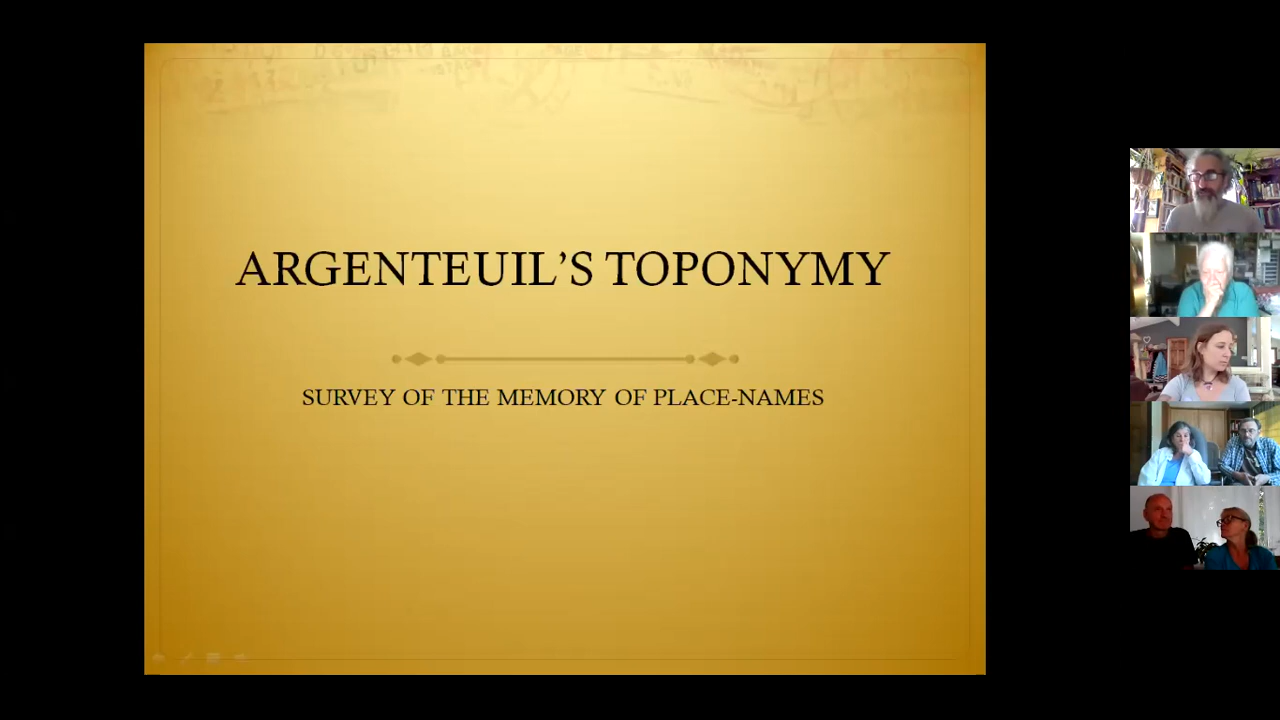 ARGENTEUIL’S TOPONYMY
SURVEY OF THE MEMORY OF PLACE-NAMES